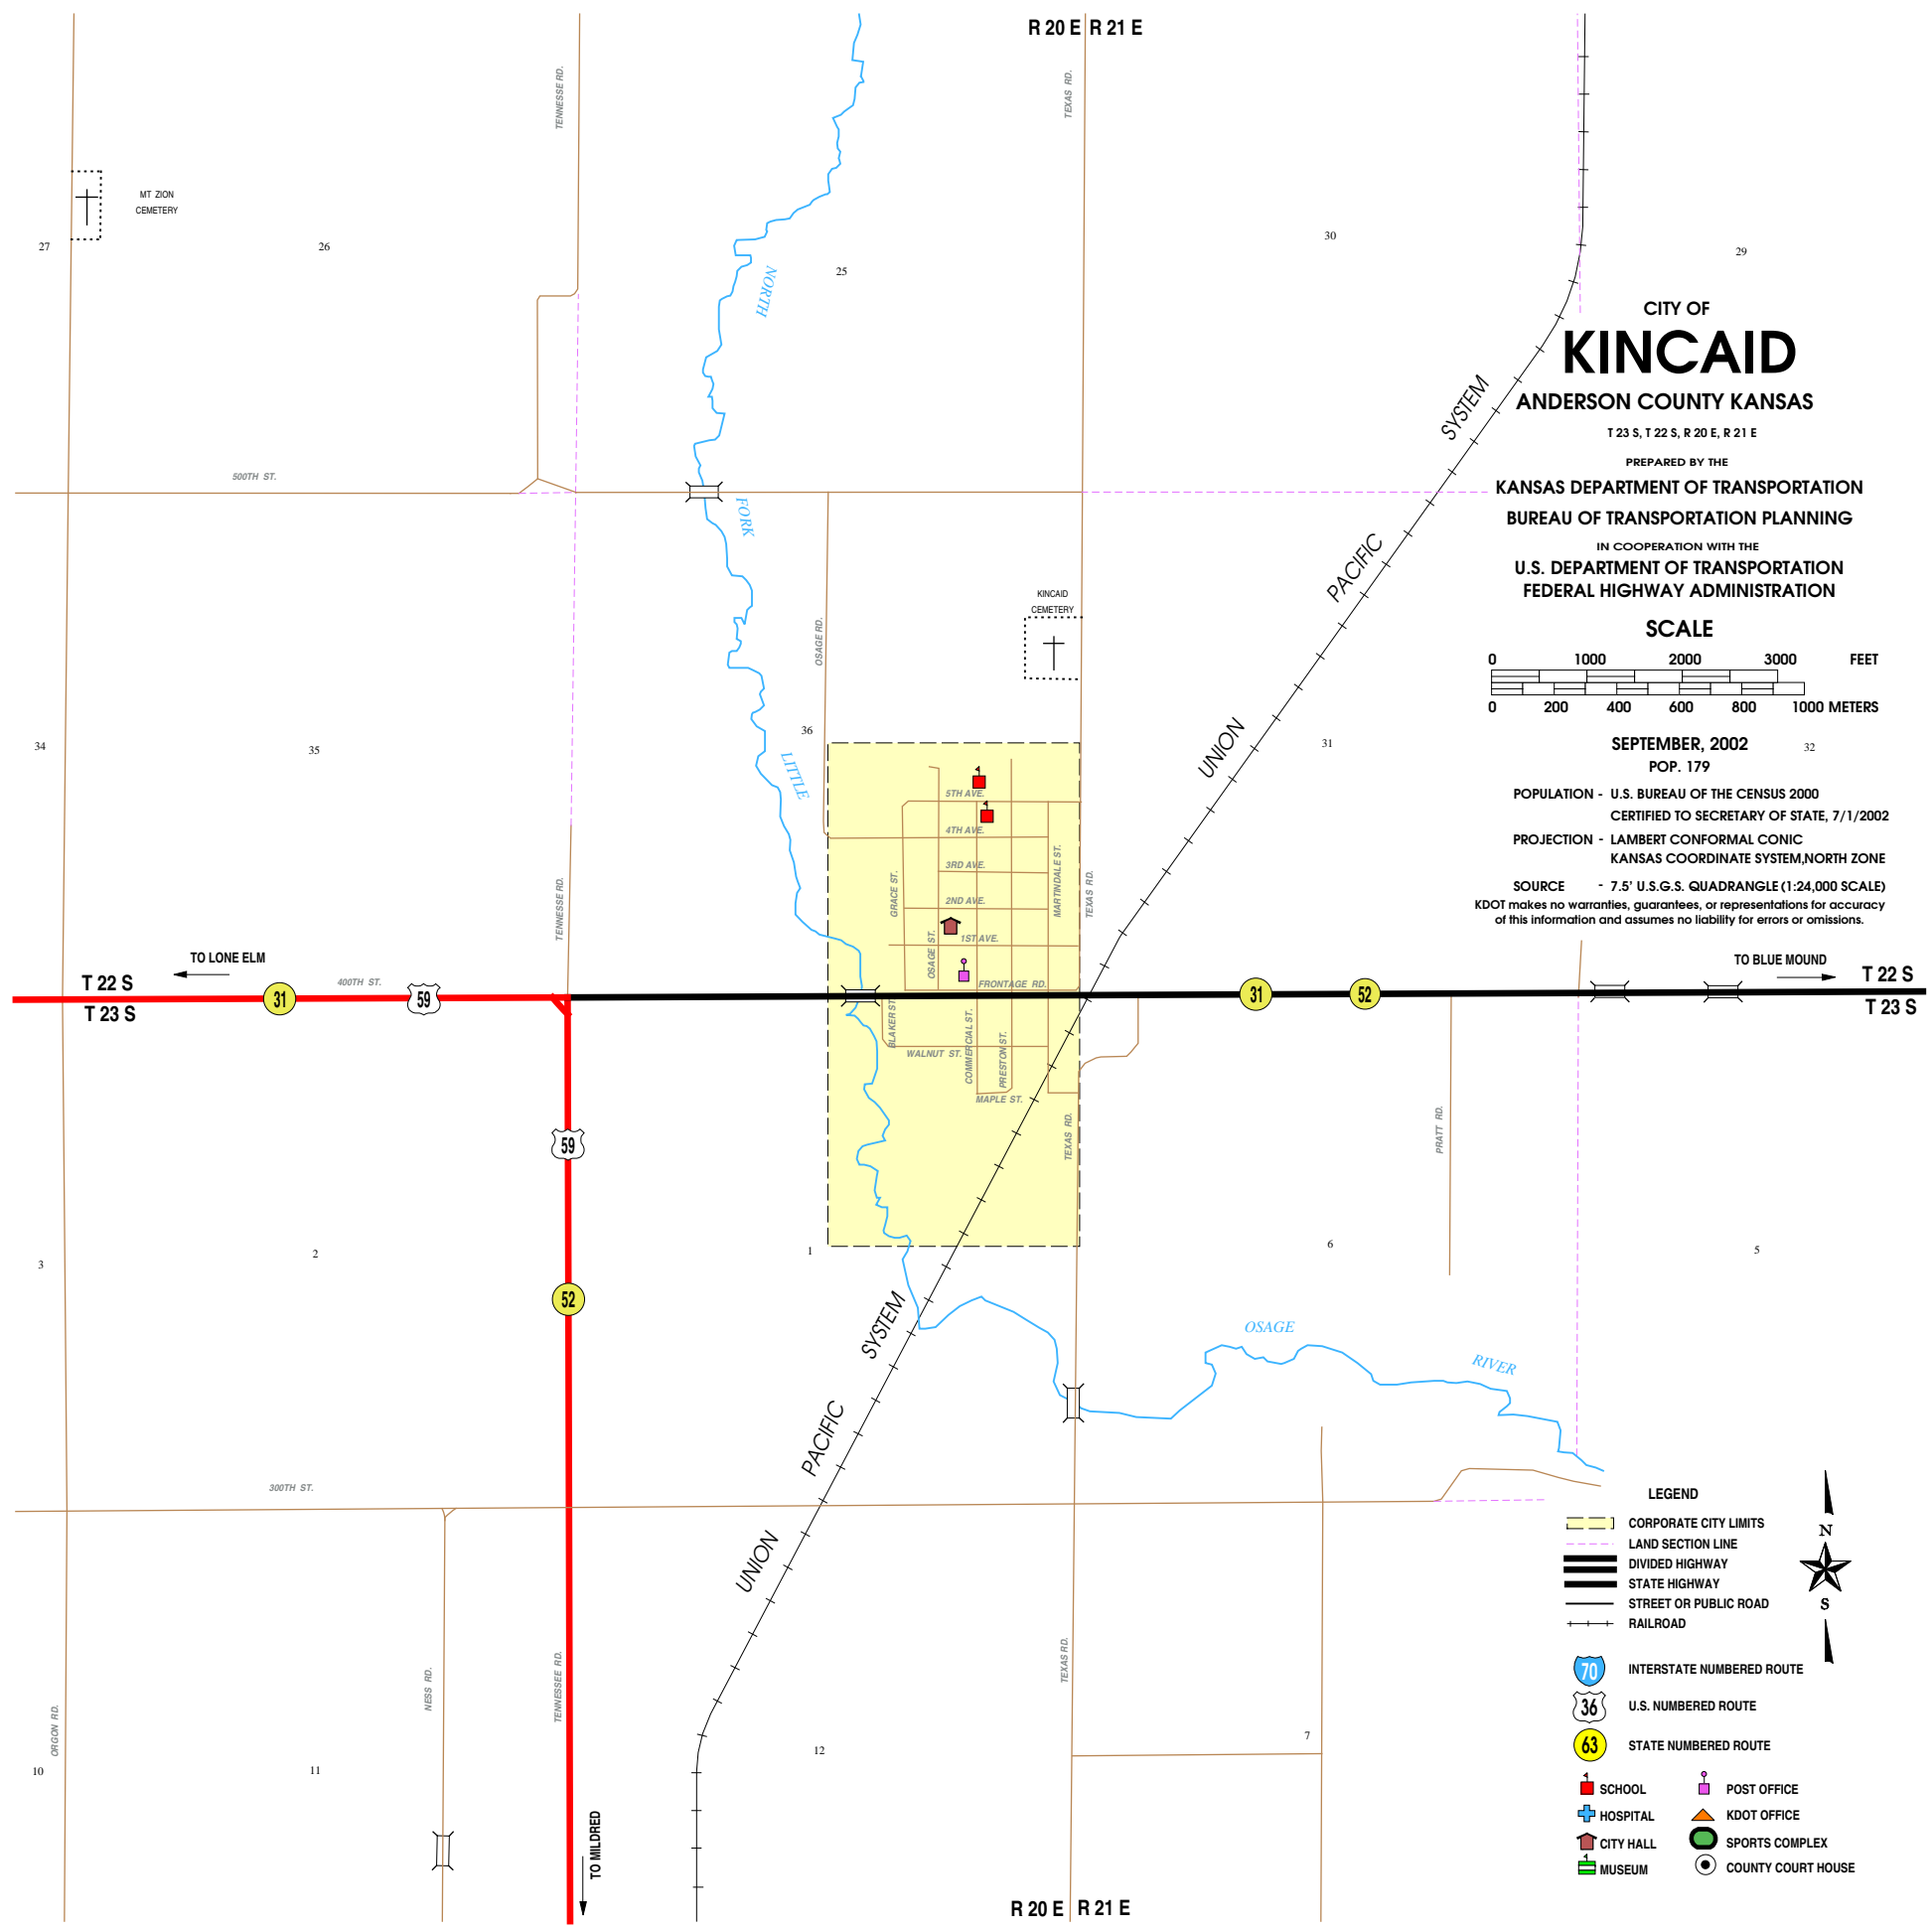 R 20 E R 21 E
TENNESSE RD.
TEXAS RD.
MT ZION
CEMETERY
27
26
25
30
29
NORTH
CITY OF
KINCAID
ANDERSON COUNTY KANSAS
T 23 S, T 22 S, R 20 E, R 21 E
PREPARED BY THE
KANSAS DEPARTMENT OF TRANSPORTATION
BUREAU OF TRANSPORTATION PLANNING
IN COOPERATION WITH THE
U.S. DEPARTMENT OF TRANSPORTATION
FEDERAL HIGHWAY ADMINISTRATION
SCALE
0 1000 2000 3000 FEET
0 200 400 600 800 1000 METERS
SEPTEMBER, 2002
POP. 179
POPULATION - U.S. BUREAU OF THE CENSUS 2000
CERTIFIED TO SECRETARY OF STATE, 7/1/2002
PROJECTION - LAMBERT CONFORMAL CONIC
KANSAS COORDINATE SYSTEM,NORTH ZONE
SOURCE - 7.5' U.S.G.S. QUADRANGLE (1:24,000 SCALE)
KDOT makes no warranties, guarantees, or representations for accuracy
of this information and assumes no liability for errors or omissions.
SYSTEM
PACIFIC
UNION
500TH ST.
FORK
KINCAID
CEMETERY
OSAGE RD.
34
35
36
31
32
LITTLE
5TH AVE.
4TH AVE.
3RD AVE.
2ND AVE.
1ST AVE.
GRACE ST.
OSAGE ST.
MARTINDALE ST.
TEXAS RD.
TENNESSE RD.
FRONTAGE RD.
TO LONE ELM
T 22 S
T 23 S
400TH ST.
31
59
31
52
TO BLUE MOUND
T 22 S
T 23 S
BLAKER ST.
WALNUT ST.
COMMERCIAL ST.
PRESTON ST.
MAPLE ST.
TEXAS RD.
PRATT RD.
59
52
3
2
1
6
5
SYSTEM
PACIFIC
UNION
OSAGE
RIVER
300TH ST.
NESS RD.
TENNESSEE RD.
TEXAS RD.
ORGON RD.
10
11
12
7
TO MILDRED
R 20 E R 21 E
LEGEND
CORPORATE CITY LIMITS
LAND SECTION LINE
DIVIDED HIGHWAY
STATE HIGHWAY
STREET OR PUBLIC ROAD
RAILROAD
N
S
70 INTERSTATE NUMBERED ROUTE
36 U.S. NUMBERED ROUTE
63 STATE NUMBERED ROUTE
SCHOOL POST OFFICE
HOSPITAL KDOT OFFICE
CITY HALL SPORTS COMPLEX
MUSEUM COUNTY COURT HOUSE